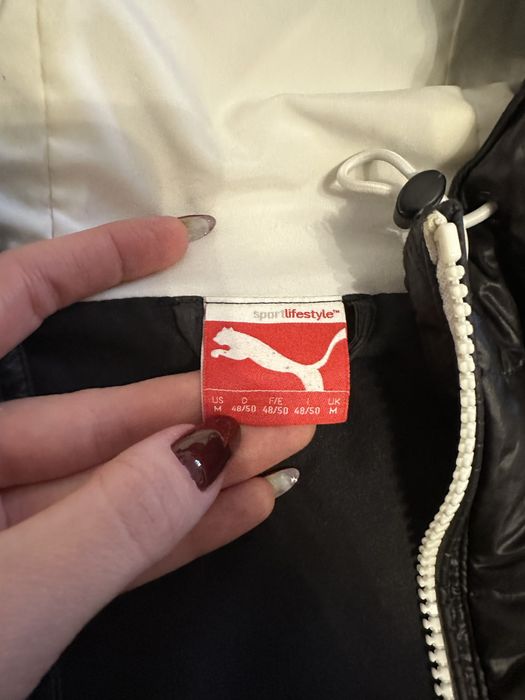 sportlifestyle™
US D F/E I UK
M 48/50 48/50 48/50 M